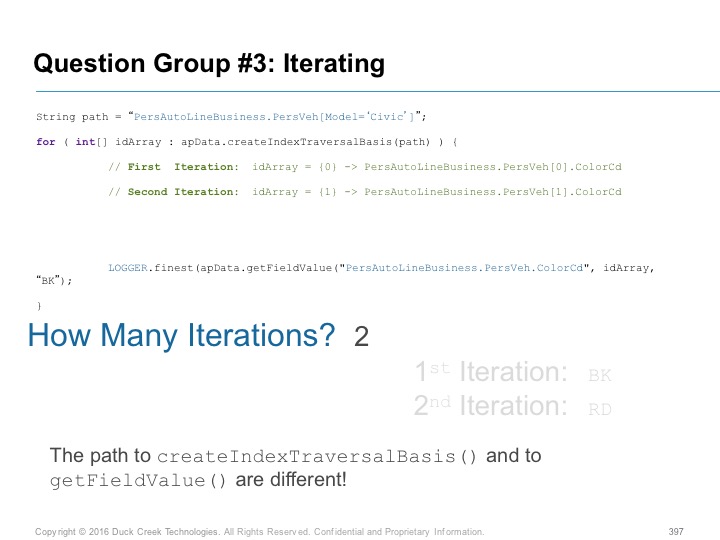 Question Group #3: Iterating
String path = “PersAutoLineBusiness.PersVeh[Model=‘Civic’]”;
for ( int[] idArray : apData.createIndexTraversalBasis(path) ) {
// First  Iteration:  idArray = {0} -> PersAutoLineBusiness.PersVeh[0].ColorCd
// Second Iteration:  idArray = {1} -> PersAutoLineBusiness.PersVeh[1].ColorCd
LOGGER.finest(apData.getFieldValue("PersAutoLineBusiness.PersVeh.ColorCd", idArray,
“BK”);
}
How Many Iterations? 2
1st Iteration: BK
2nd Iteration: RD
The path to createIndexTraversalBasis() and to
getFieldValue() are different!
Copyright © 2016 Duck Creek Technologies. All Rights Reserved. Confidential and Proprietary Information. 397